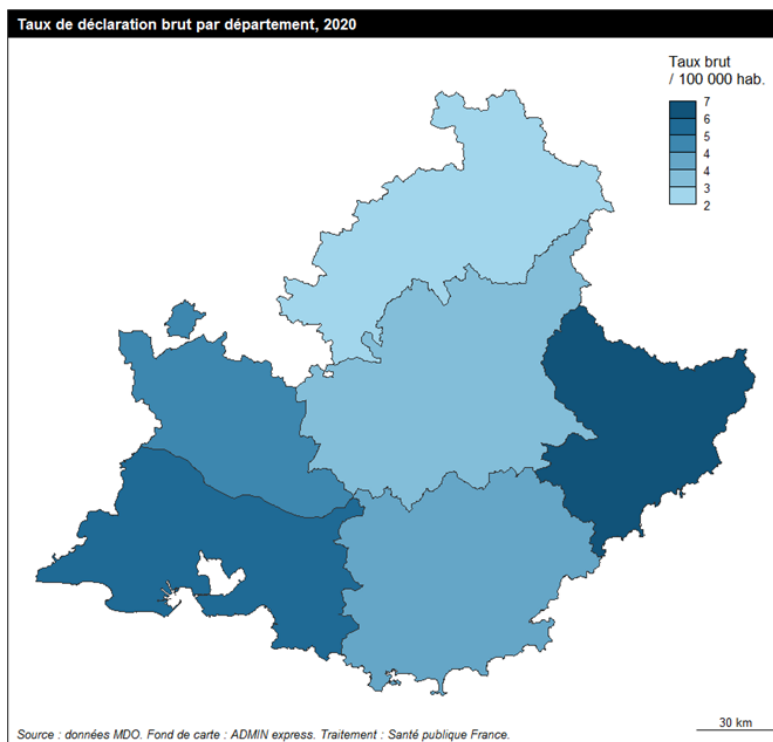 Taux de déclaration brut par département, 2020
Taux brut
/ 100 000 hab.
7
6
5
4
4
3
2
30 km
Source : données MDO. Fond de carte : ADMIN express. Traitement : Santé publique France.